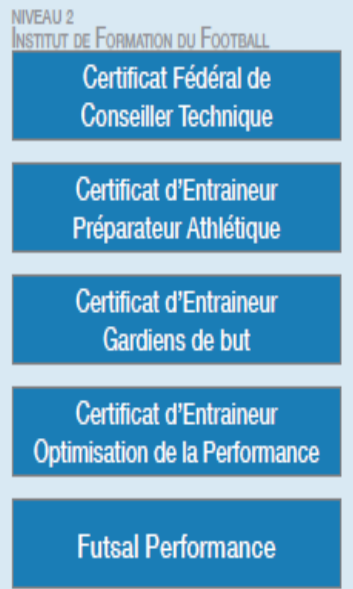 NIVEAU 2
INSTITUT DE FORMATION DU FOOTBALL
Certificat Fédéral de
Conseiller Technique
Certificat d'Entraineur
Préparateur Athlétique
Certificat d'Entraineur
Gardiens de but
Certificat d'Entraineur
Optimisation de la Performance
Futsal Performance